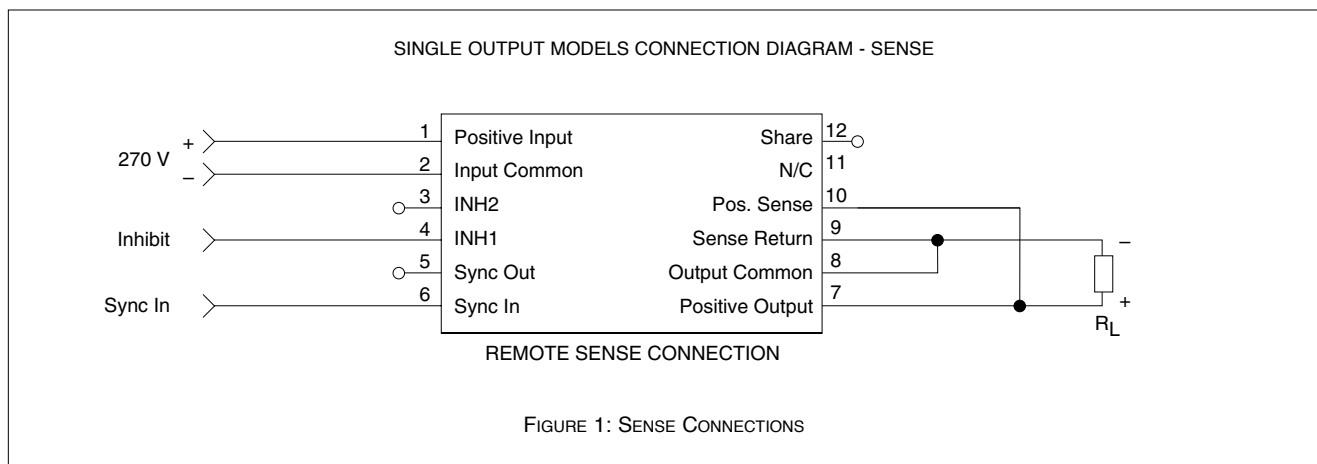 SINGLE OUTPUT MODELS CONNECTION DIAGRAM - SENSE
270 V
+
–
Inhibit
Sync In
1 Positive Input
2 Input Common
3 INH2
4 INH1
5 Sync Out
6 Sync In
Share 12
N/C 11
Pos. Sense 10
Sense Return 9
Output Common 8
Positive Output 7
–
+
RL
REMOTE SENSE CONNECTION
FIGURE 1: SENSE CONNECTIONS